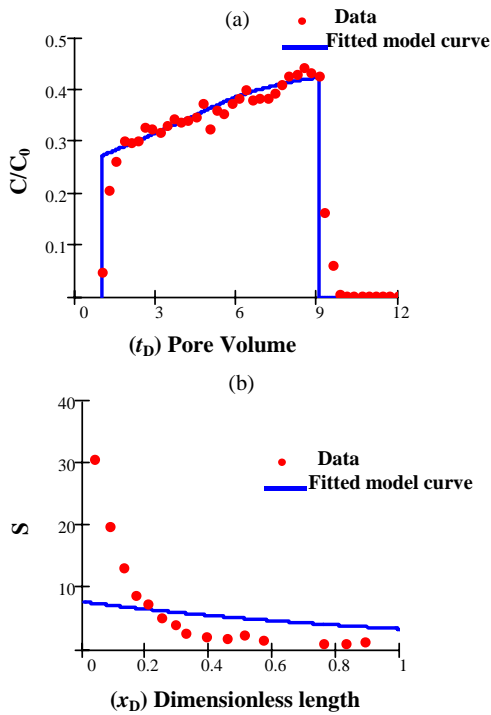 (a)
Data
Fitted model curve
0.5
0.4
0.3
0.2
0.1
C/C0
0 3 6 9 12
(tD) Pore Volume
(b)
40
30
20
10
S
Data
Fitted model curve
0 0.2 0.4 0.6 0.8 1
(xD) Dimensionless length